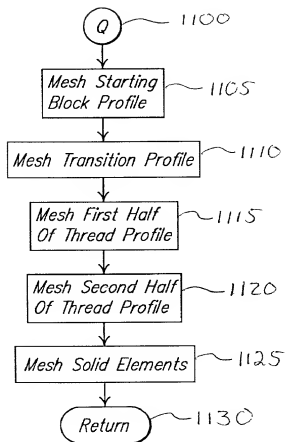 Q
1100
Mesh Starting
Block Profile
1105
Mesh Transition Profile
1110
Mesh First Half
Of Thread Profile
1115
Mesh Second Half
Of Thread Profile
1120
Mesh Solid Elements
1125
Return
1130